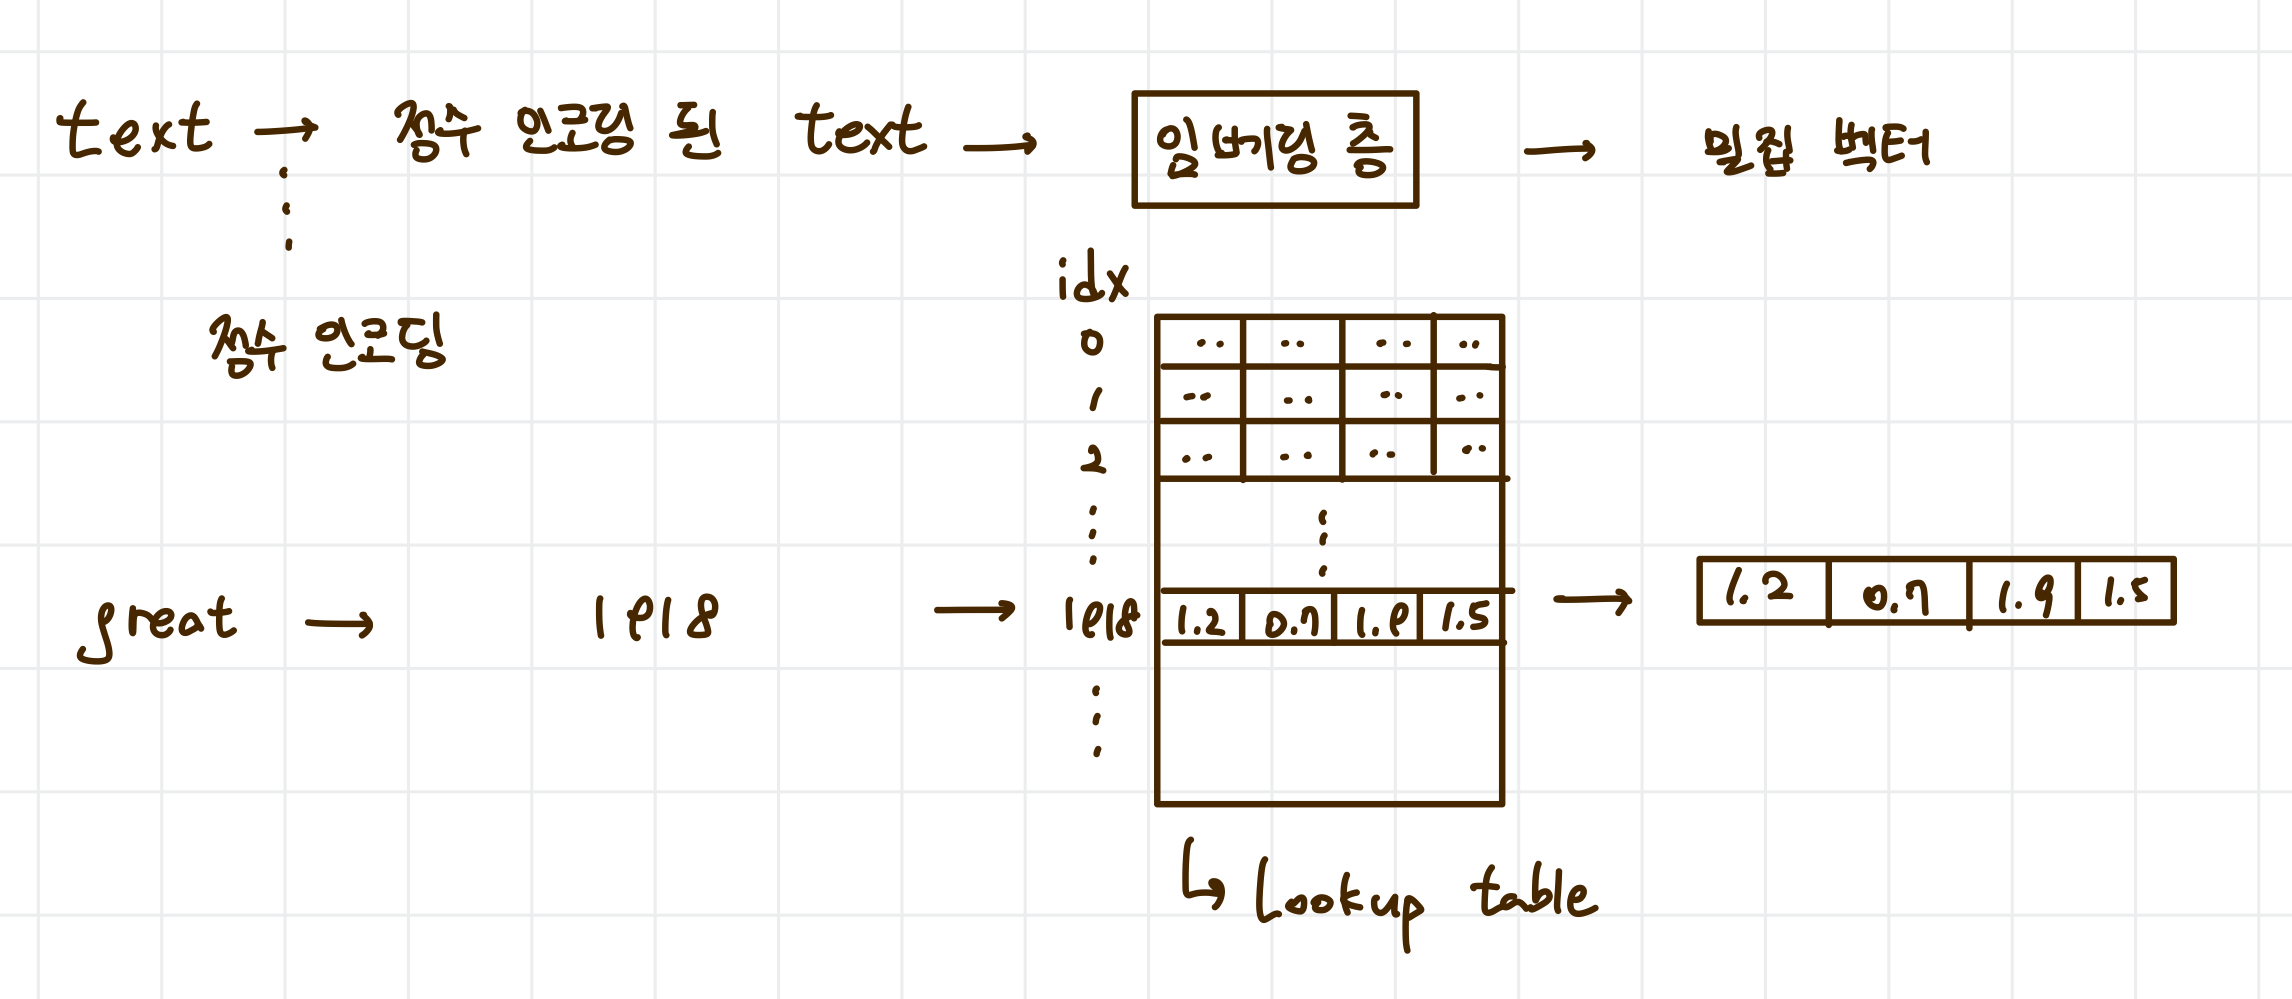 text → 정수 인코딩 된 text → 임베딩 층 → 밀집 벡터
정수 인코딩
idx
0 .. .. .. ..
1 .. .. .. ..
2 .. .. .. ..
great → 1918 → 1918 1.2 0.7 1.9 1.5 → 1.2 0.7 1.9 1.5
↳ Lookup table